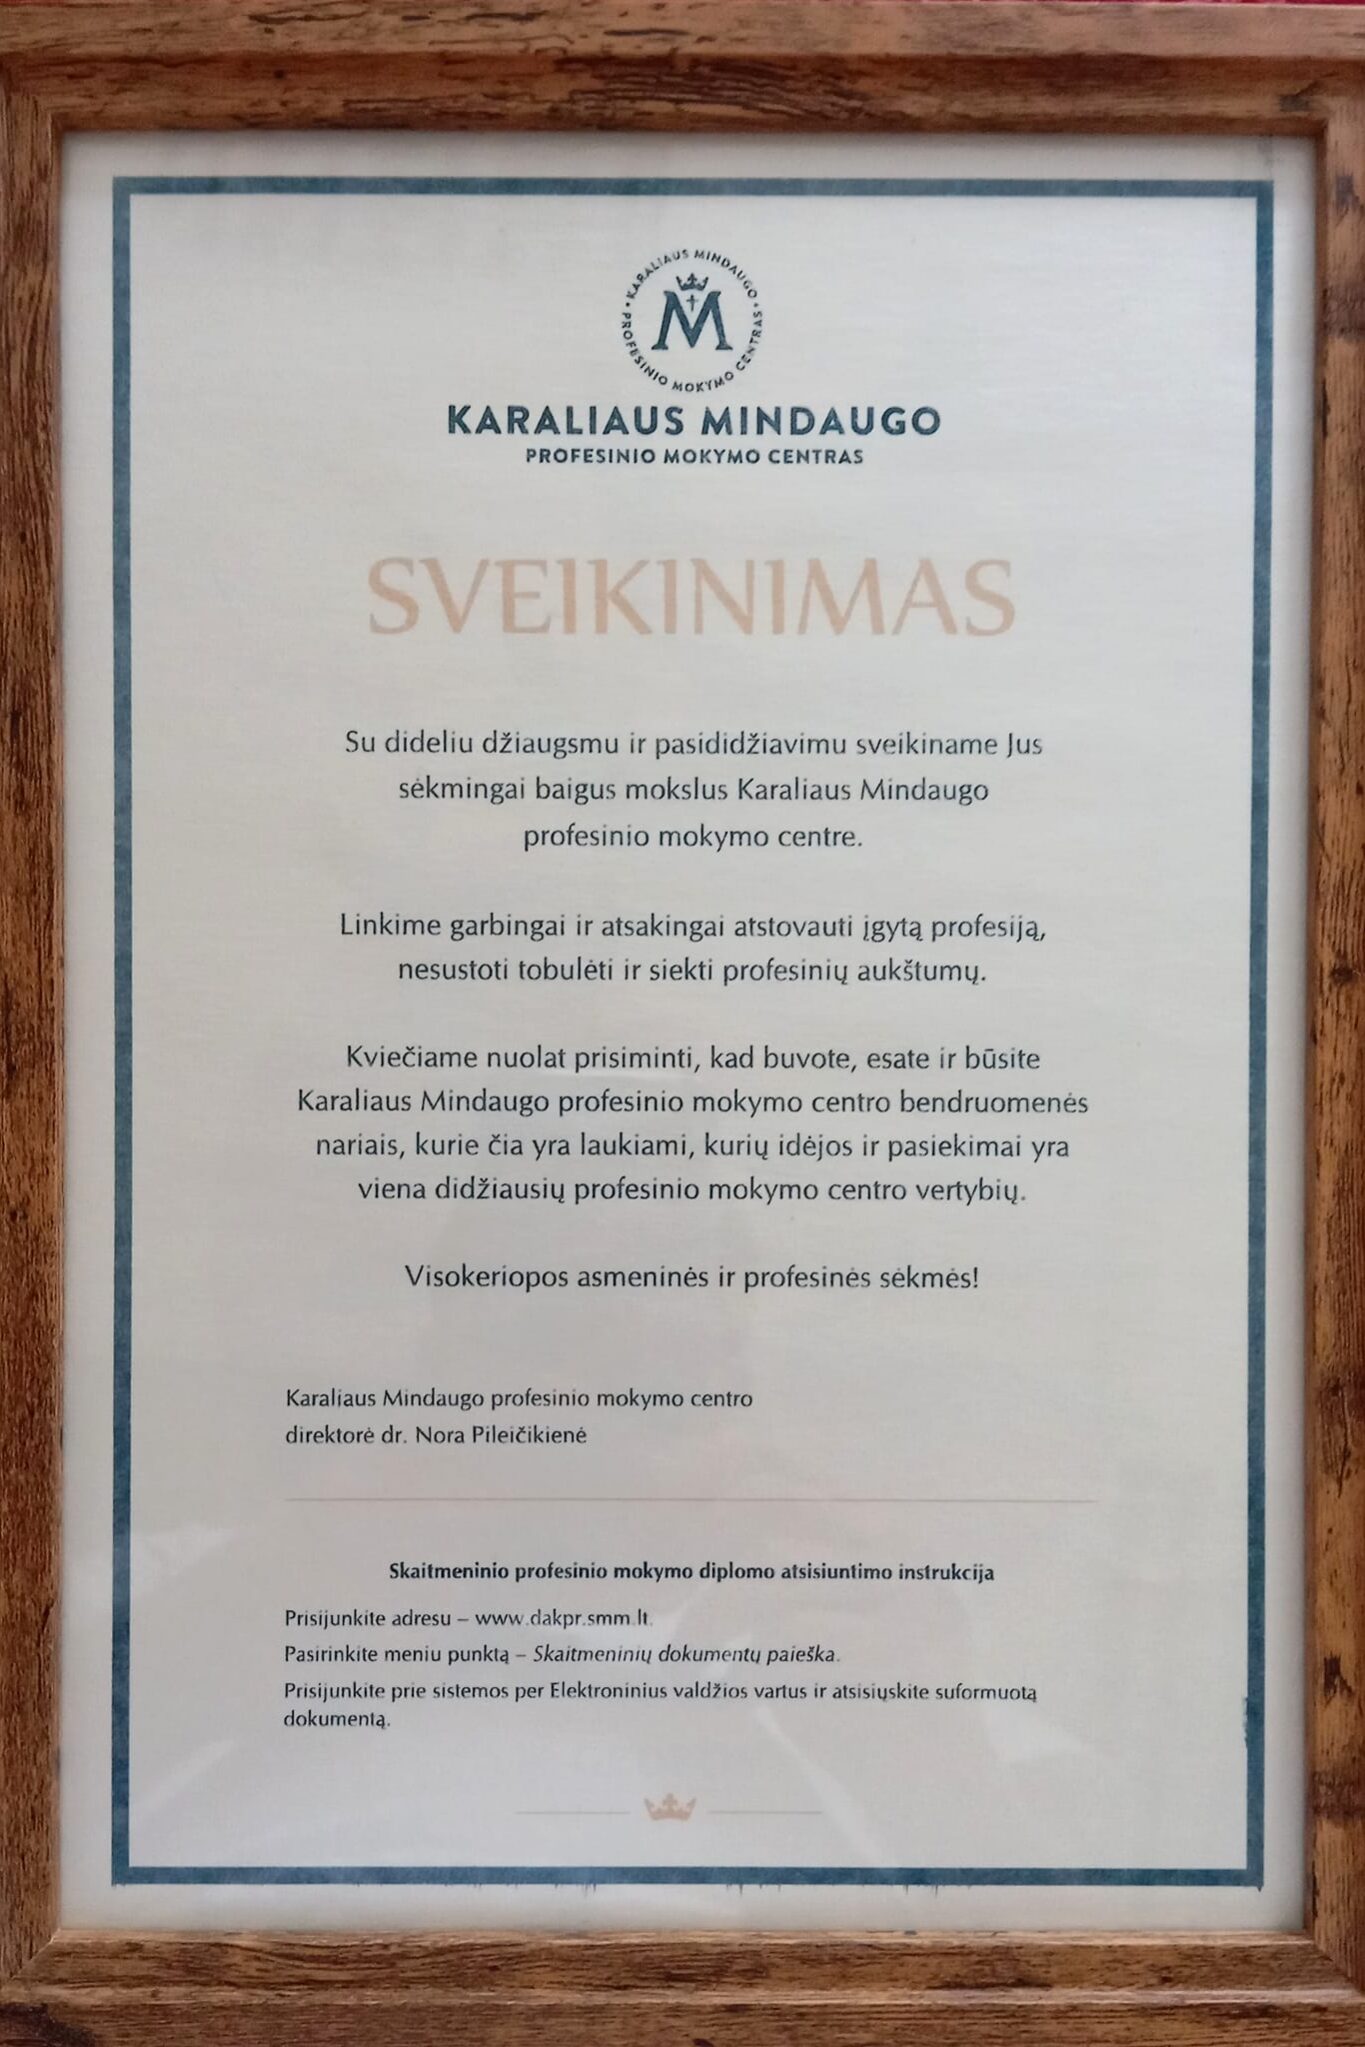 KARALIAUS MINDAUGO • PROFESINIO MOKYMO CENTRAS •
M
KARALIAUS MINDAUGO
PROFESINIO MOKYMO CENTRAS
SVEIKINIMAS
Su dideliu džiaugsmu ir pasididžiavimu sveikiname Jus
sėkmingai baigus mokslus Karaliaus Mindaugo
profesinio mokymo centre.
Linkime garbingai ir atsakingai atstovauti įgytą profesiją,
nesustoti tobulėti ir siekti profesinių aukštumų.
Kviečiame nuolat prisiminti, kad buvote, esate ir būsite
Karaliaus Mindaugo profesinio mokymo centro bendruomenės
nariais, kurie čia yra laukiami, kurių idėjos ir pasiekimai yra
viena didžiausių profesinio mokymo centro vertybių.
Visokeriopos asmeninės ir profesinės sėkmės!
Karaliaus Mindaugo profesinio mokymo centro
direktorė dr. Nora Pileičikienė
Skaitmeninio profesinio mokymo diplomo atsisiuntimo instrukcija
Prisijunkite adresu – www.dakpr.smm.lt.
Pasirinkite meniu punktą – Skaitmeninių dokumentų paieška.
Prisijunkite prie sistemos per Elektroninius valdžios vartus ir atsisiųskite suformuotą
dokumentą.